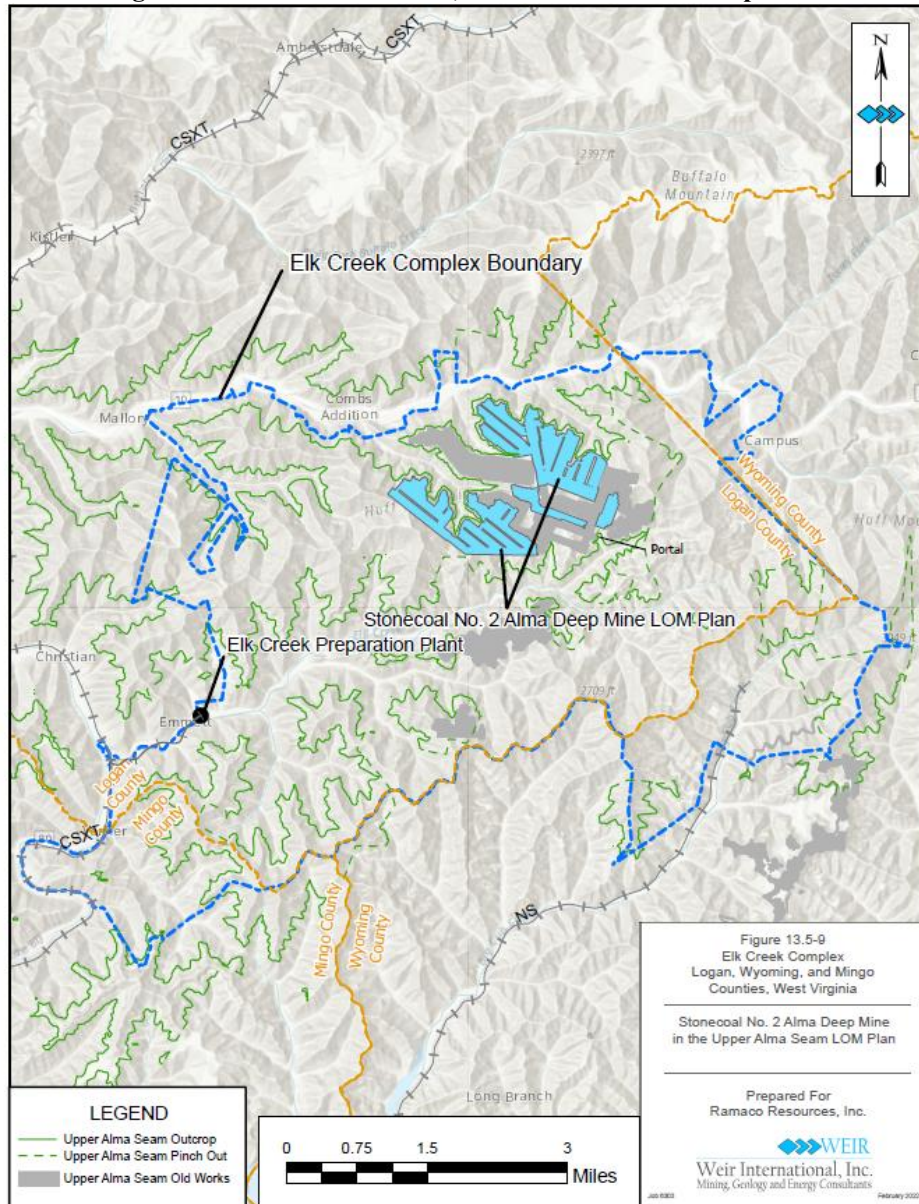 Amherstdale
CSXT
N
CSXT
2397 ft
Buffalo
Mountain
Kistler
Elk Creek Complex Boundary
10
Combs
Addition
Campus
Wyoming County
Logan County
Huff
Portal
Stonecoal No. 2 Alma Deep Mine LOM Plan
Elk Creek Preparation Plant
Christian
2709 ft
Logan
County
Mingo
County
CSXT
Mingo County
Wyoming
County
NS
Long Branch
Figure 13.5-9
Elk Creek Complex
Logan, Wyoming, and Mingo
Counties, West Virginia
Stonecoal No. 2 Alma Deep Mine
in the Upper Alma Seam LOM Plan
Prepared For
Ramaco Resources, Inc.
WEIR
Weir International, Inc.
Mining, Geology and Energy Consultants
LEGEND
Upper Alma Seam Outcrop
Upper Alma Seam Pinch Out
Upper Alma Seam Old Works
0 0.75 1.5 3
Miles